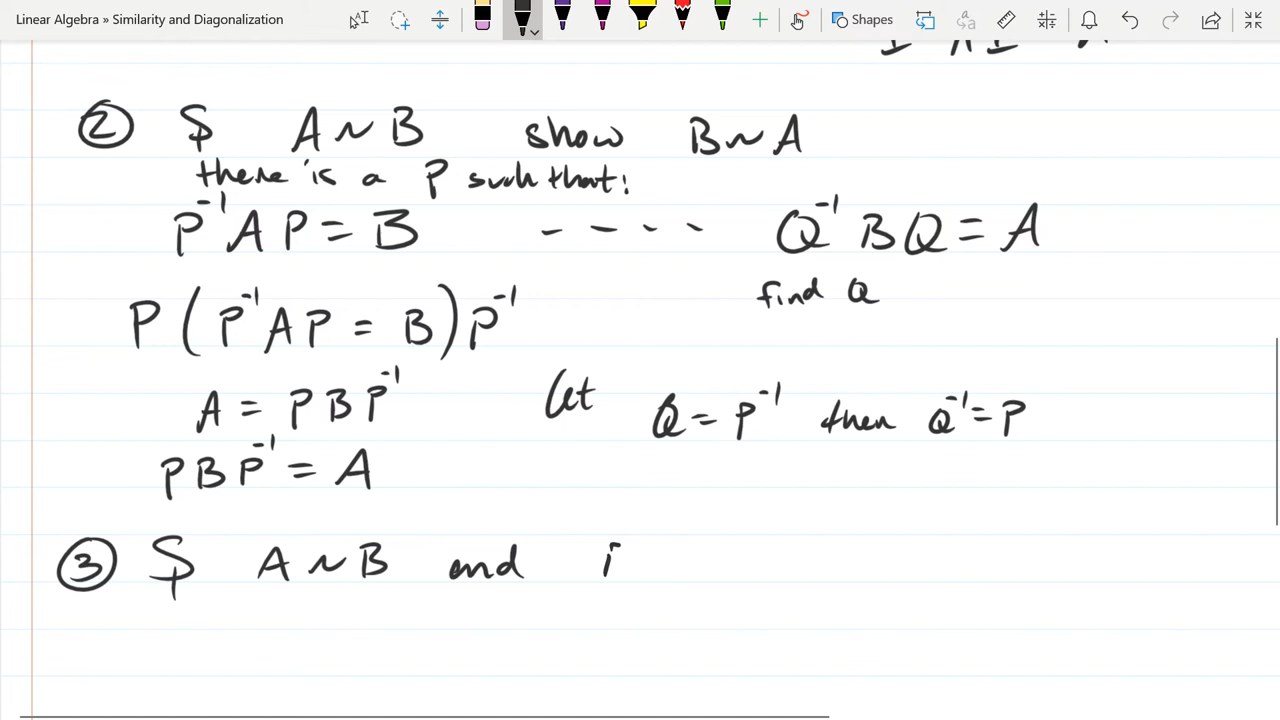 Linear Algebra » Similarity and Diagonalization
Shapes
② $ A ~ B show B ~ A
there is a P such that:
P⁻¹AP = B - - - - Q⁻¹BQ = A
find Q
P(P⁻¹AP = B)P⁻¹
A = PBP⁻¹ let Q = P⁻¹ then Q⁻¹ = P
PBP⁻¹ = A
③ $ A ~ B and